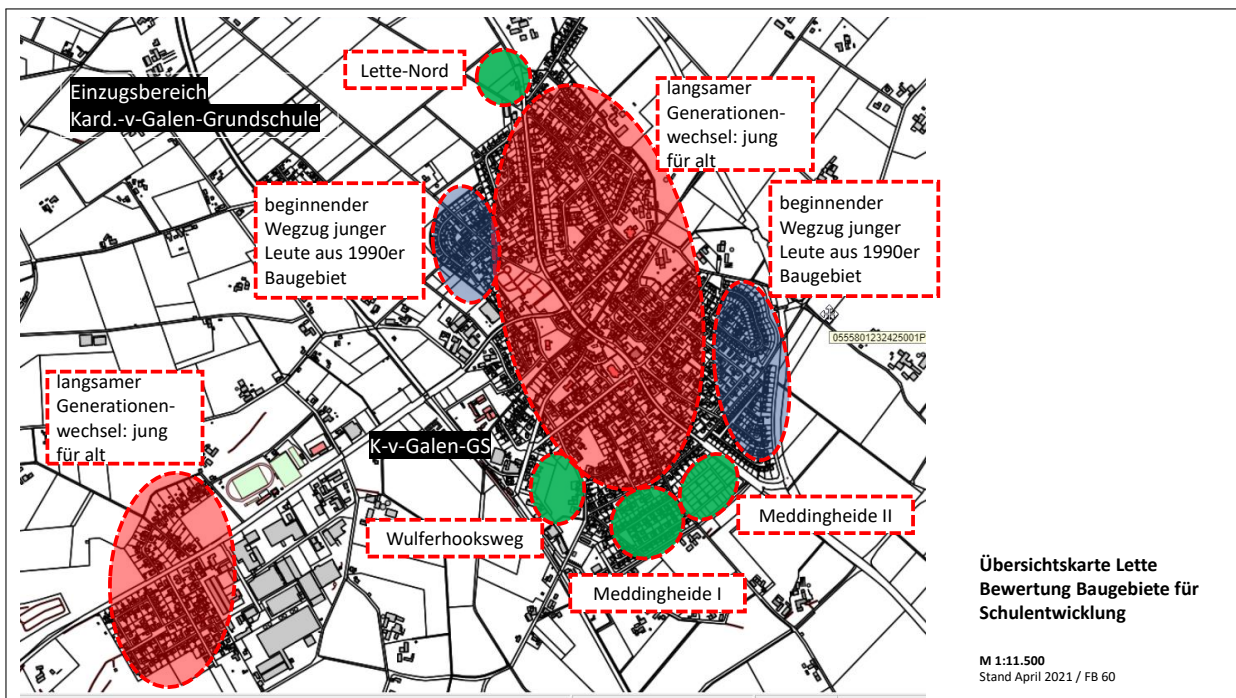 Lette-Nord
Einzugsbereich
Kard.-v-Galen-Grundschule
langsamer
Generationen-
wechsel: jung
für alt
beginnender
Wegzug junger
Leute aus 1990er
Baugebiet
beginnender
Wegzug junger
Leute aus 1990er
Baugebiet
0555801232425001P
langsamer
Generationen-
wechsel: jung
für alt
K-v-Galen-GS
Wulferhooksweg
Meddingheide II
Meddingheide I
Übersichtskarte Lette
Bewertung Baugebiete für
Schulentwicklung
M 1:11.500
Stand April 2021 / FB 60